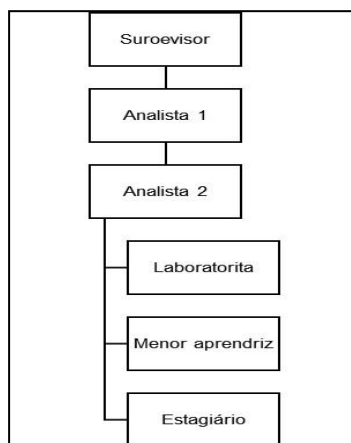 Suroevisor
Analista 1
Analista 2
Laboratorita
Menor aprendriz
Estagiário